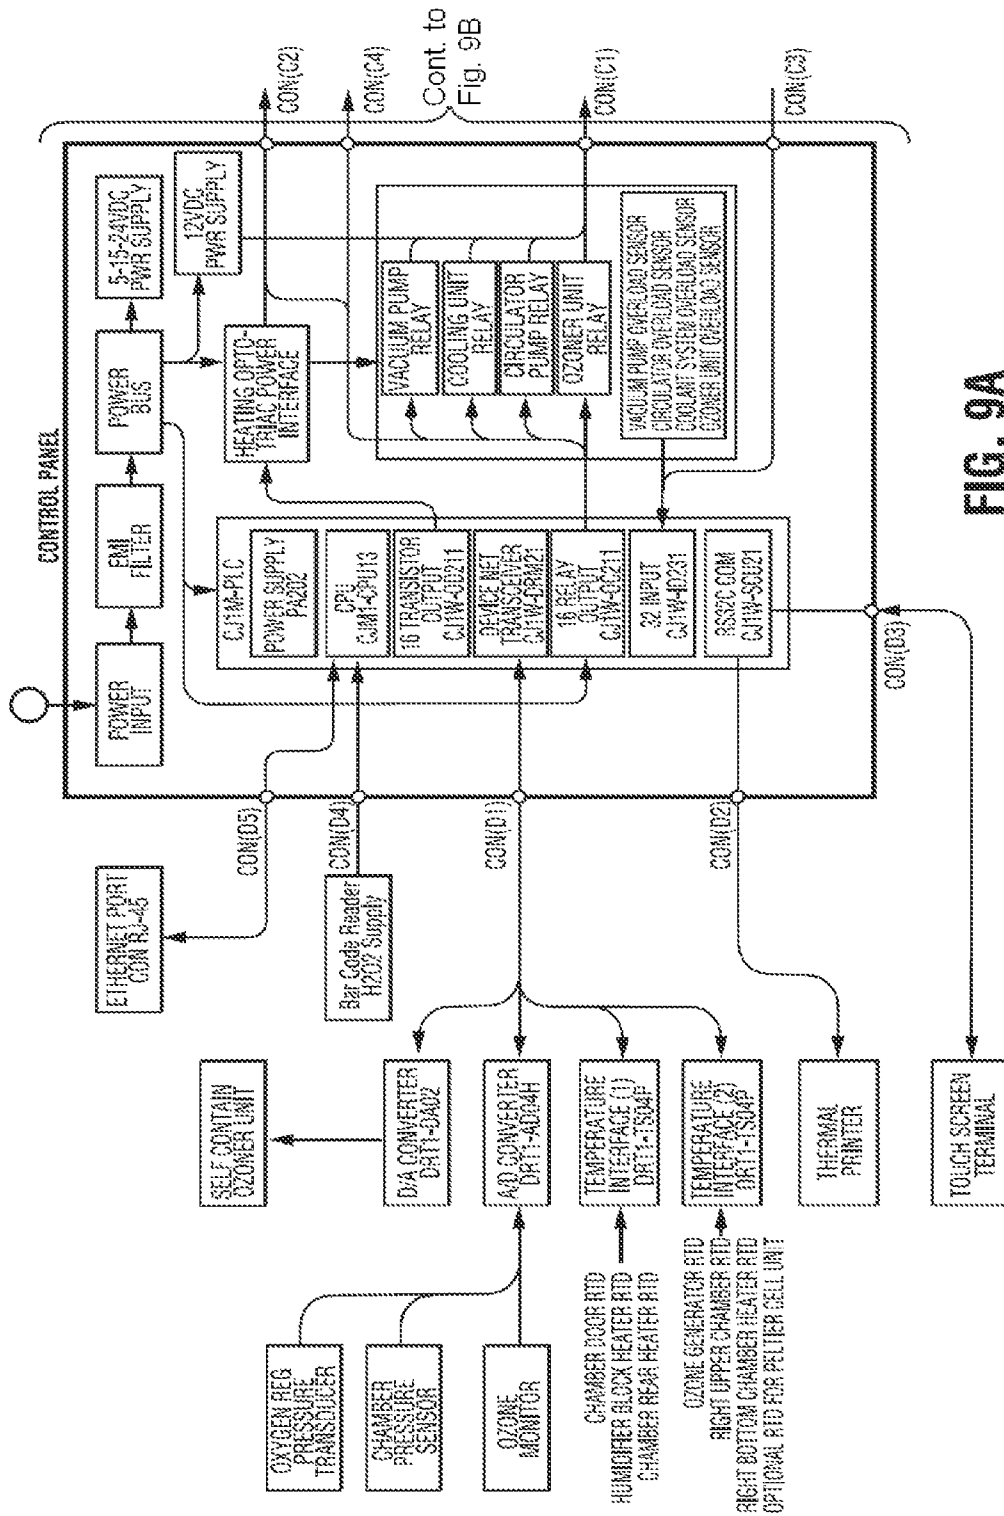 CONTROL PANEL
POWER
INPUT
EMI
FILTER
POWER
BUS
5-15-24VDC
PWR SUPPLY
12VDC
PWR SUPPLY
HEATING OPTO-
TRIAC POWER
INTERFACE
CJ1M-PLC
POWER SUPPLY
PA202
CPU
CJM1-CPU13
16 TRANSISTOR
OUTPUT
CJ1W-OD211
DEVICE NET
TRANSCEVER
CJ1W-DRM21
16 RELAY
OUTPUT
CJ1W-OC211
32 INPUT
CJ1W-ID231
RS32C COM
CJ1W-SCU21
VACUUM PUMP
RELAY
COOLING UNIT
RELAY
CIRCULATOR
PUMP RELAY
OZONER UNIT
RELAY
VACUUM PUMP OVERLOAD SENSOR
CIRCULATOR OVERLOAD SENSOR
COOLANT SYSTEM OVERLOAD SENSOR
OZONER UNIT OVERLOAD SENSOR
CON(C2)
CON(C4)
Cont. to
Fig. 9B
CON(C1)
CON(C3)
CON(D5)
CON(D4)
CON(D1)
CON(D2)
CON(D3)
ETHERNET PORT
CON RJ-45
Bar Code Reader
H2O2 Supply
SELF CONTAIN
OZONER UNIT
D/A CONVERTER
DRT1-DA02
A/D CONVERTER
DRT1-AD04H
TEMPERATURE
INTERFACE (1)
DRT1-TS04P
TEMPERATURE
INTERFACE (2)
DRT1-TS04P
THERMAL
PRINTER
TOUCH SCREEN
TERMINAL
OXYGEN REG
PRESSURE
TRANSDUCER
CHAMBER
PRESSURE
SENSOR
OZONE
MONITOR
CHAMBER DOOR RTD
HUMIDIFIER BLOCK HEATER RTD
CHAMBER REAR HEATER RTD
OZONE GENERATOR RTD
RIGHT UPPER CHAMBER RTD
RIGHT BOTTOM CHAMBER HEATER RTD
OPTIONAL RTD FOR PELTIER CELL UNIT
FIG. 9A